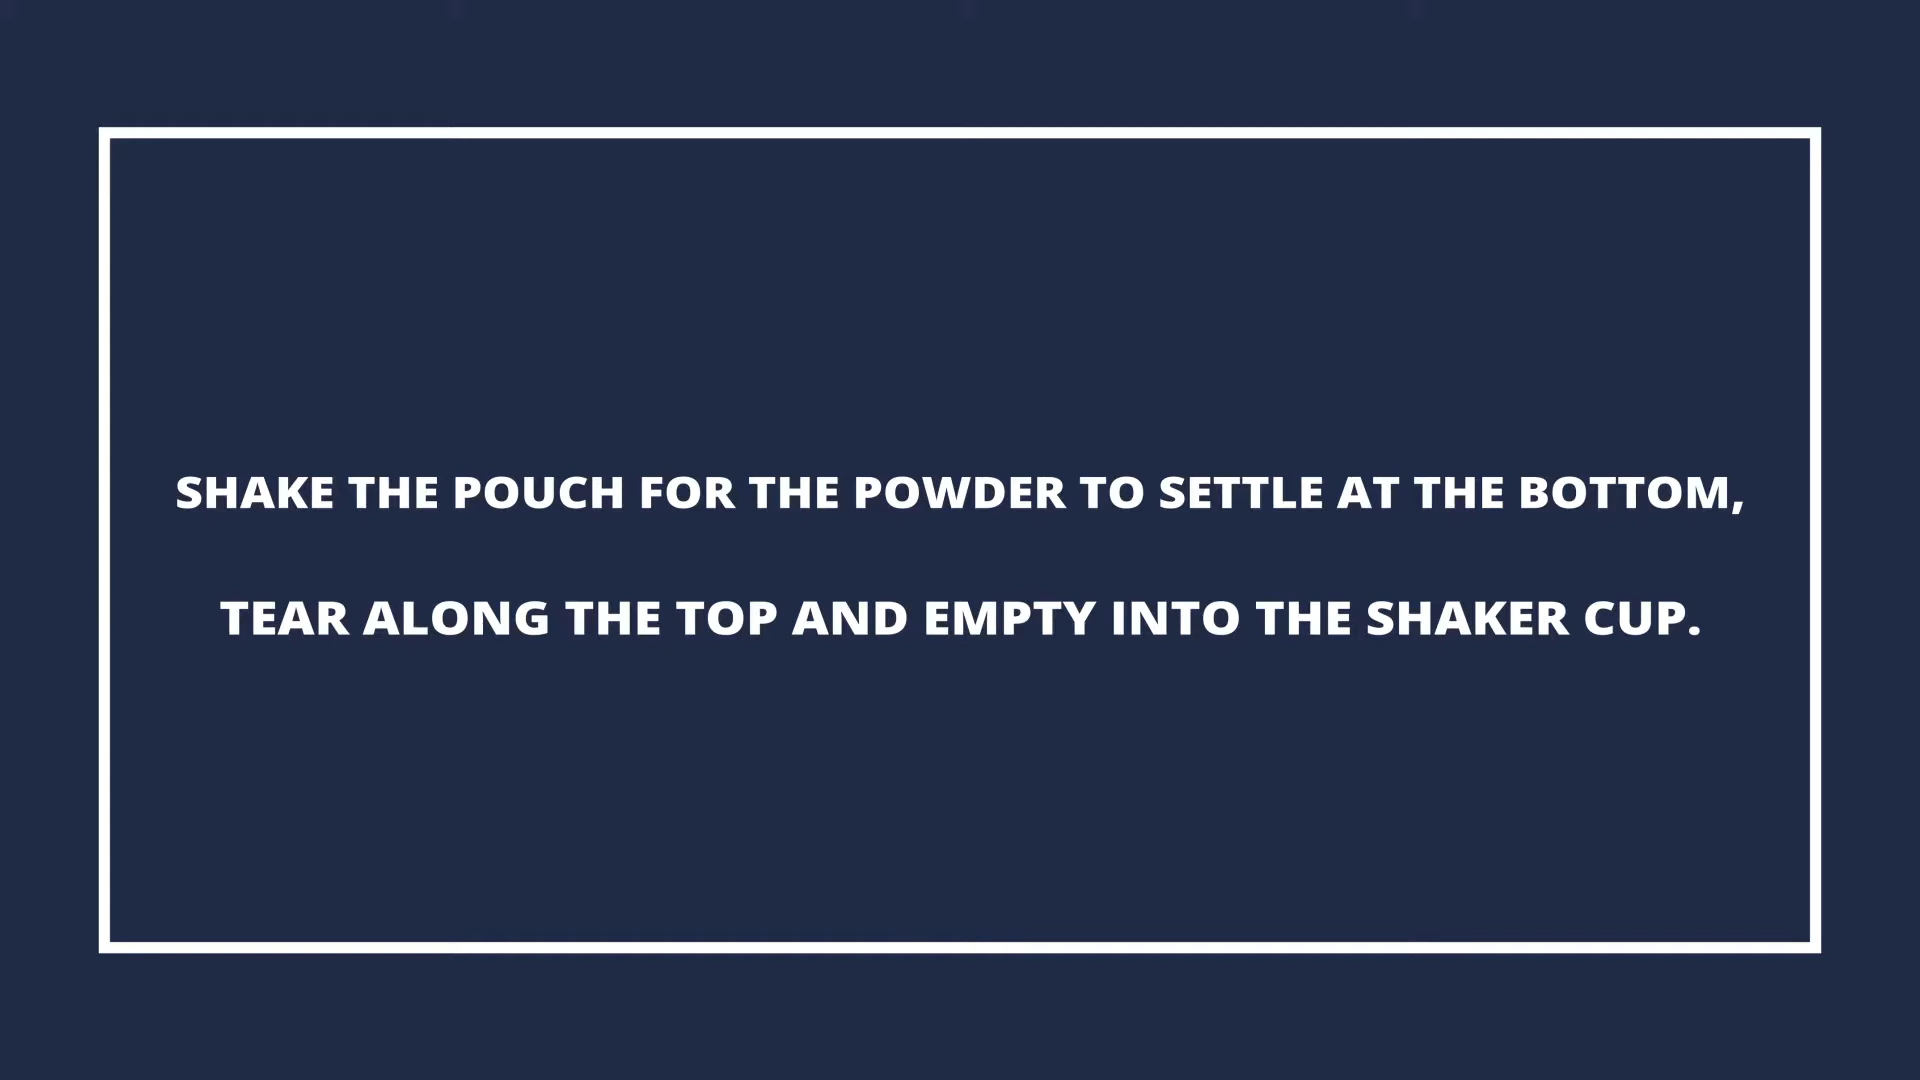 SHAKE THE POUCH FOR THE POWDER TO SETTLE AT THE BOTTOM,
TEAR ALONG THE TOP AND EMPTY INTO THE SHAKER CUP.